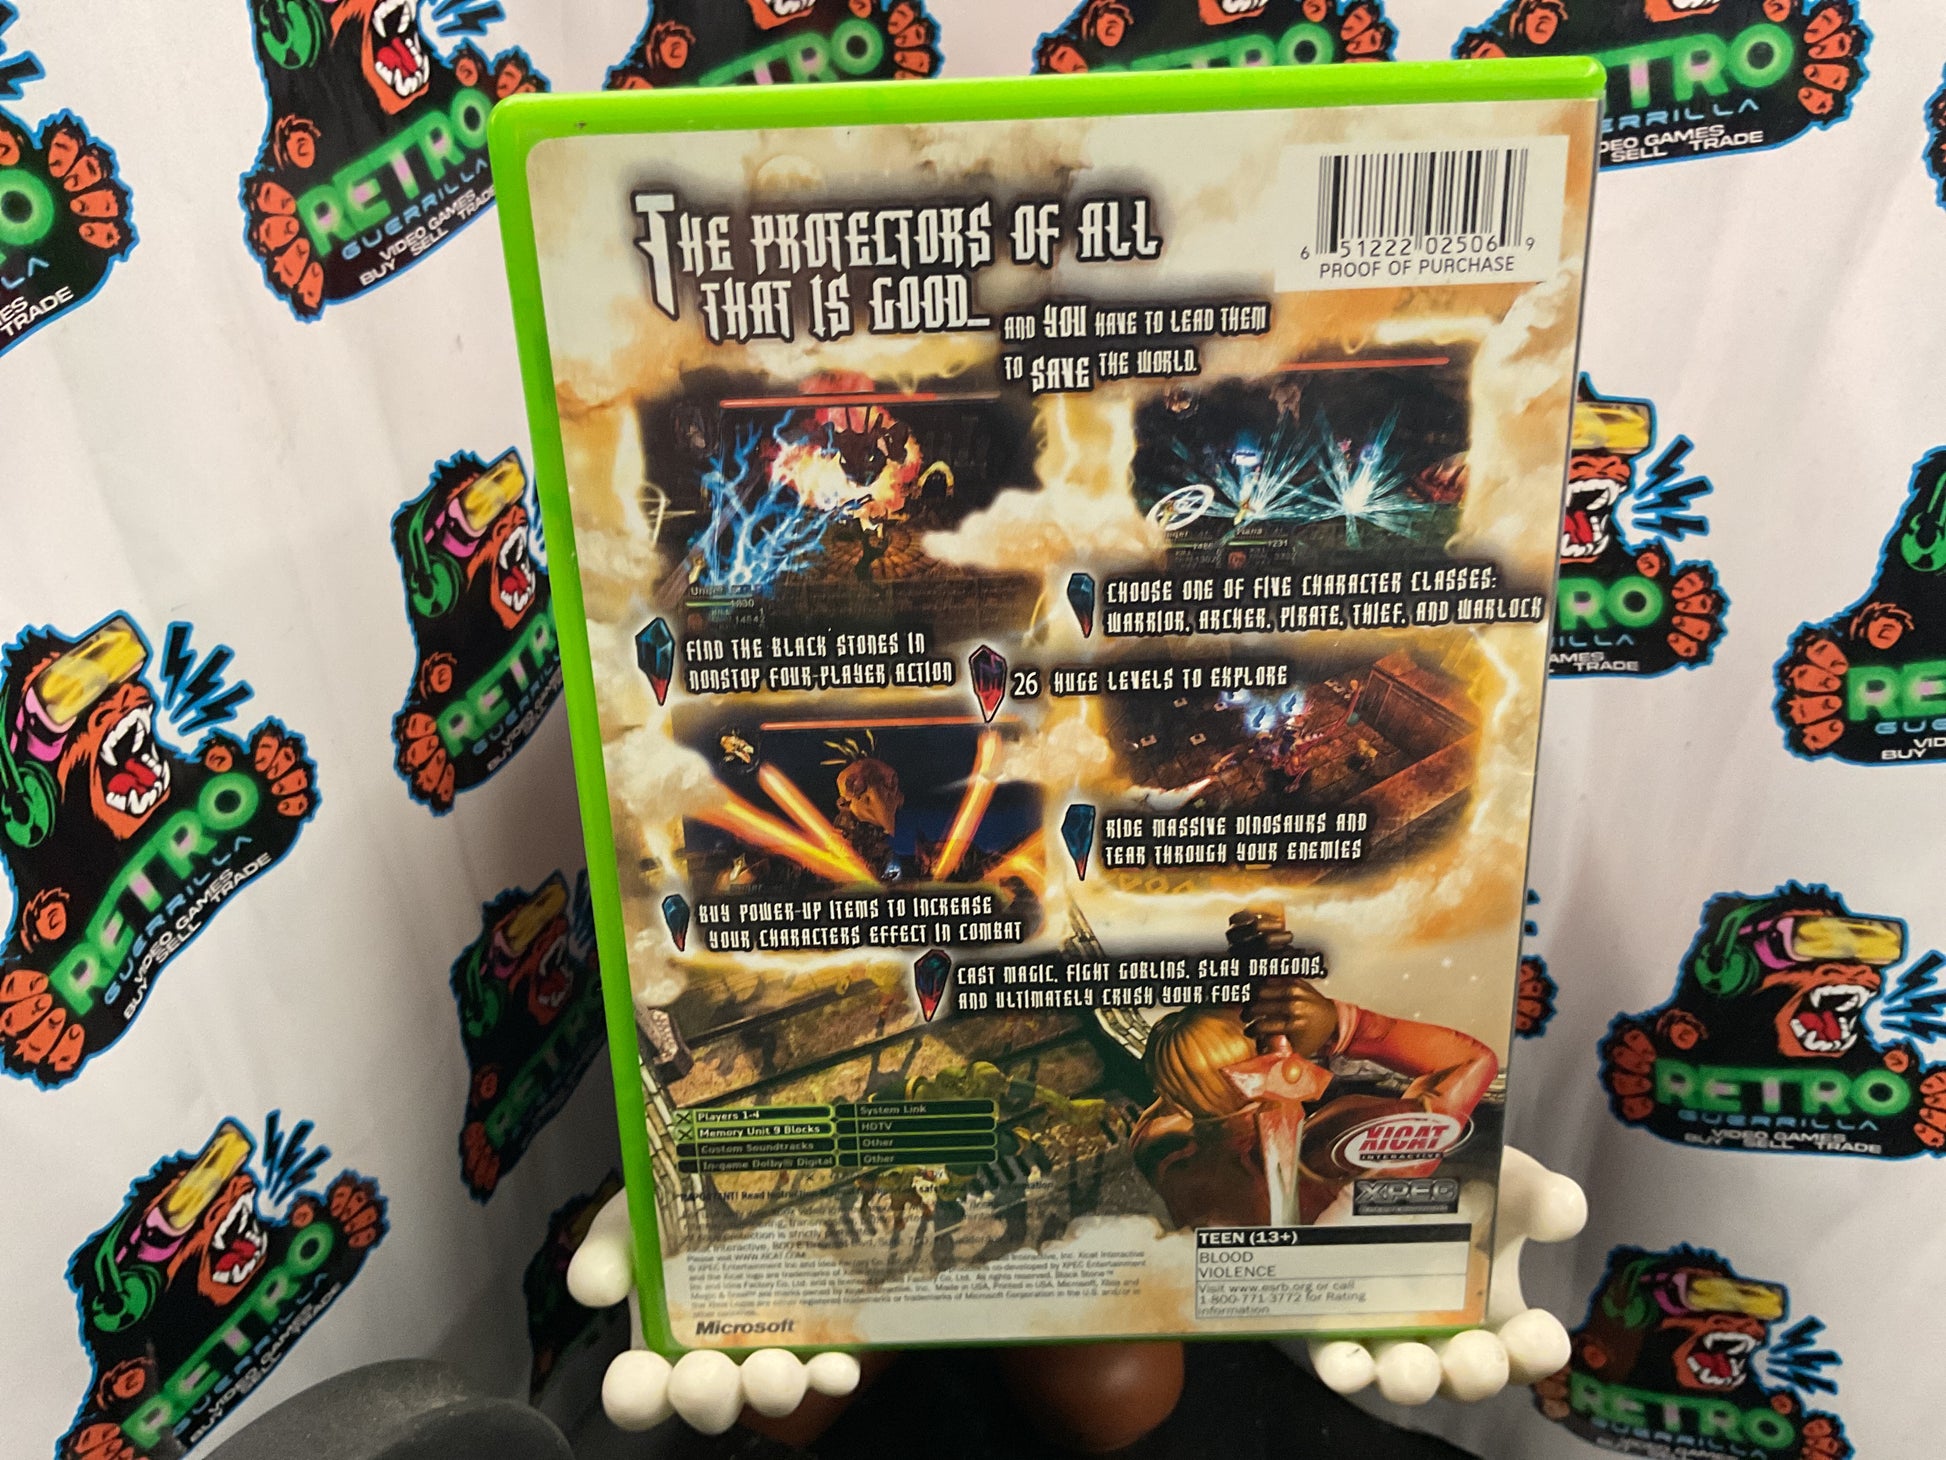 THE PROTECTORS OF ALL
THAT IS GOOD...
AND YOU HAVE TO LEAD THEM
TO SAVE THE WORLD.
6 51222 02506 9
PROOF OF PURCHASE
CHOOSE ONE OF FIVE CHARACTER CLASSES:
WARRIOR, ARCHER, PIRATE, THIEF, AND WARLOCK
FIND THE BLACK STONES IN
NONSTOP FOUR-PLAYER ACTION
26 HUGE LEVELS TO EXPLORE
RIDE MASSIVE DINOSAURS AND
TEAR THROUGH YOUR ENEMIES
BUY POWER-UP ITEMS TO INCREASE
YOUR CHARACTERS EFFECT IN COMBAT
CAST MAGIC, FIGHT GOBLINS, SLAY DRAGONS,
AND ULTIMATELY CRUSH YOUR FOES
Players 1-4
Memory Unit 9 Blocks
Custom Soundtracks
In-game Dolby® Digital
System Link
HDTV
Other
Other
XICAT
INTERACTIVE
XPEC
TEEN (13+)
BLOOD
VIOLENCE
Visit www.esrb.org or call
1-800-771-3772 for Rating
Information
Microsoft
RETRO
GUERRILLA
VIDEO GAMES
BUY SELL TRADE